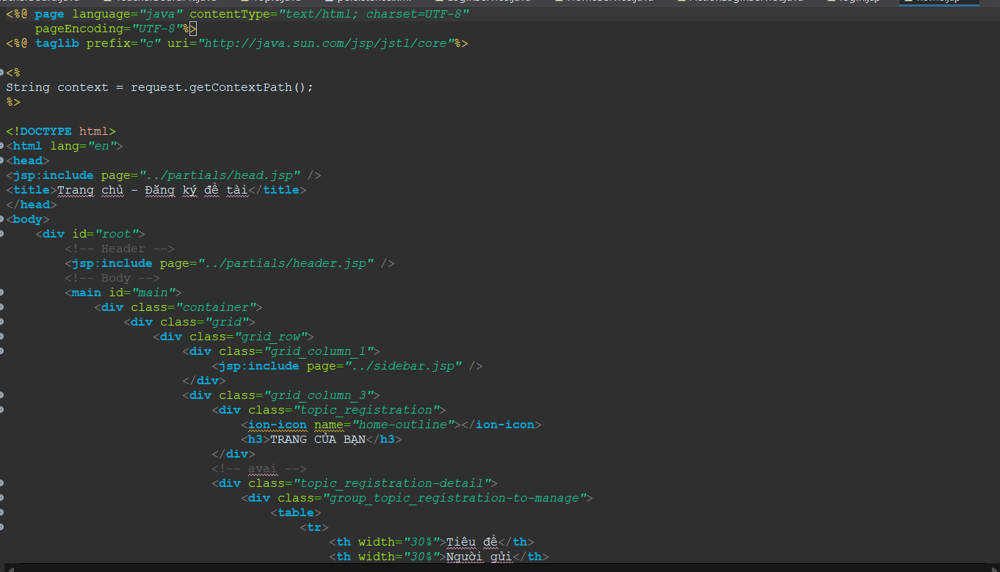 <%@ page language="java" contentType="text/html; charset=UTF-8"
    pageEncoding="UTF-8"%>
<%@ taglib prefix="c" uri="http://java.sun.com/jsp/jstl/core"%>
<%
String context = request.getContextPath();
%>
<!DOCTYPE html>
<html lang="en">
<head>
<jsp:include page="../partials/head.jsp" />
<title>Trang chủ - Đăng ký đề tài</title>
</head>
<body>
    <div id="root">
        <!-- Header -->
        <jsp:include page="../partials/header.jsp" />
        <!-- Body -->
        <main id="main">
            <div class="container">
                <div class="grid">
                    <div class="grid_row">
                        <div class="grid_column_1">
                            <jsp:include page="../sidebar.jsp" />
                        </div>
                        <div class="grid_column_3">
                            <div class="topic_registration">
                                <ion-icon name="home-outline"></ion-icon>
                                <h3>TRANG CỦA BẠN</h3>
                            </div>
                            <!-- avai -->
                            <div class="topic_registration-detail">
                                <div class="group_topic_registration-to-manage">
                                    <table>
                                        <tr>
                                            <th width="30%">Tiêu đề</th>
                                            <th width="30%">Người gửi</th>